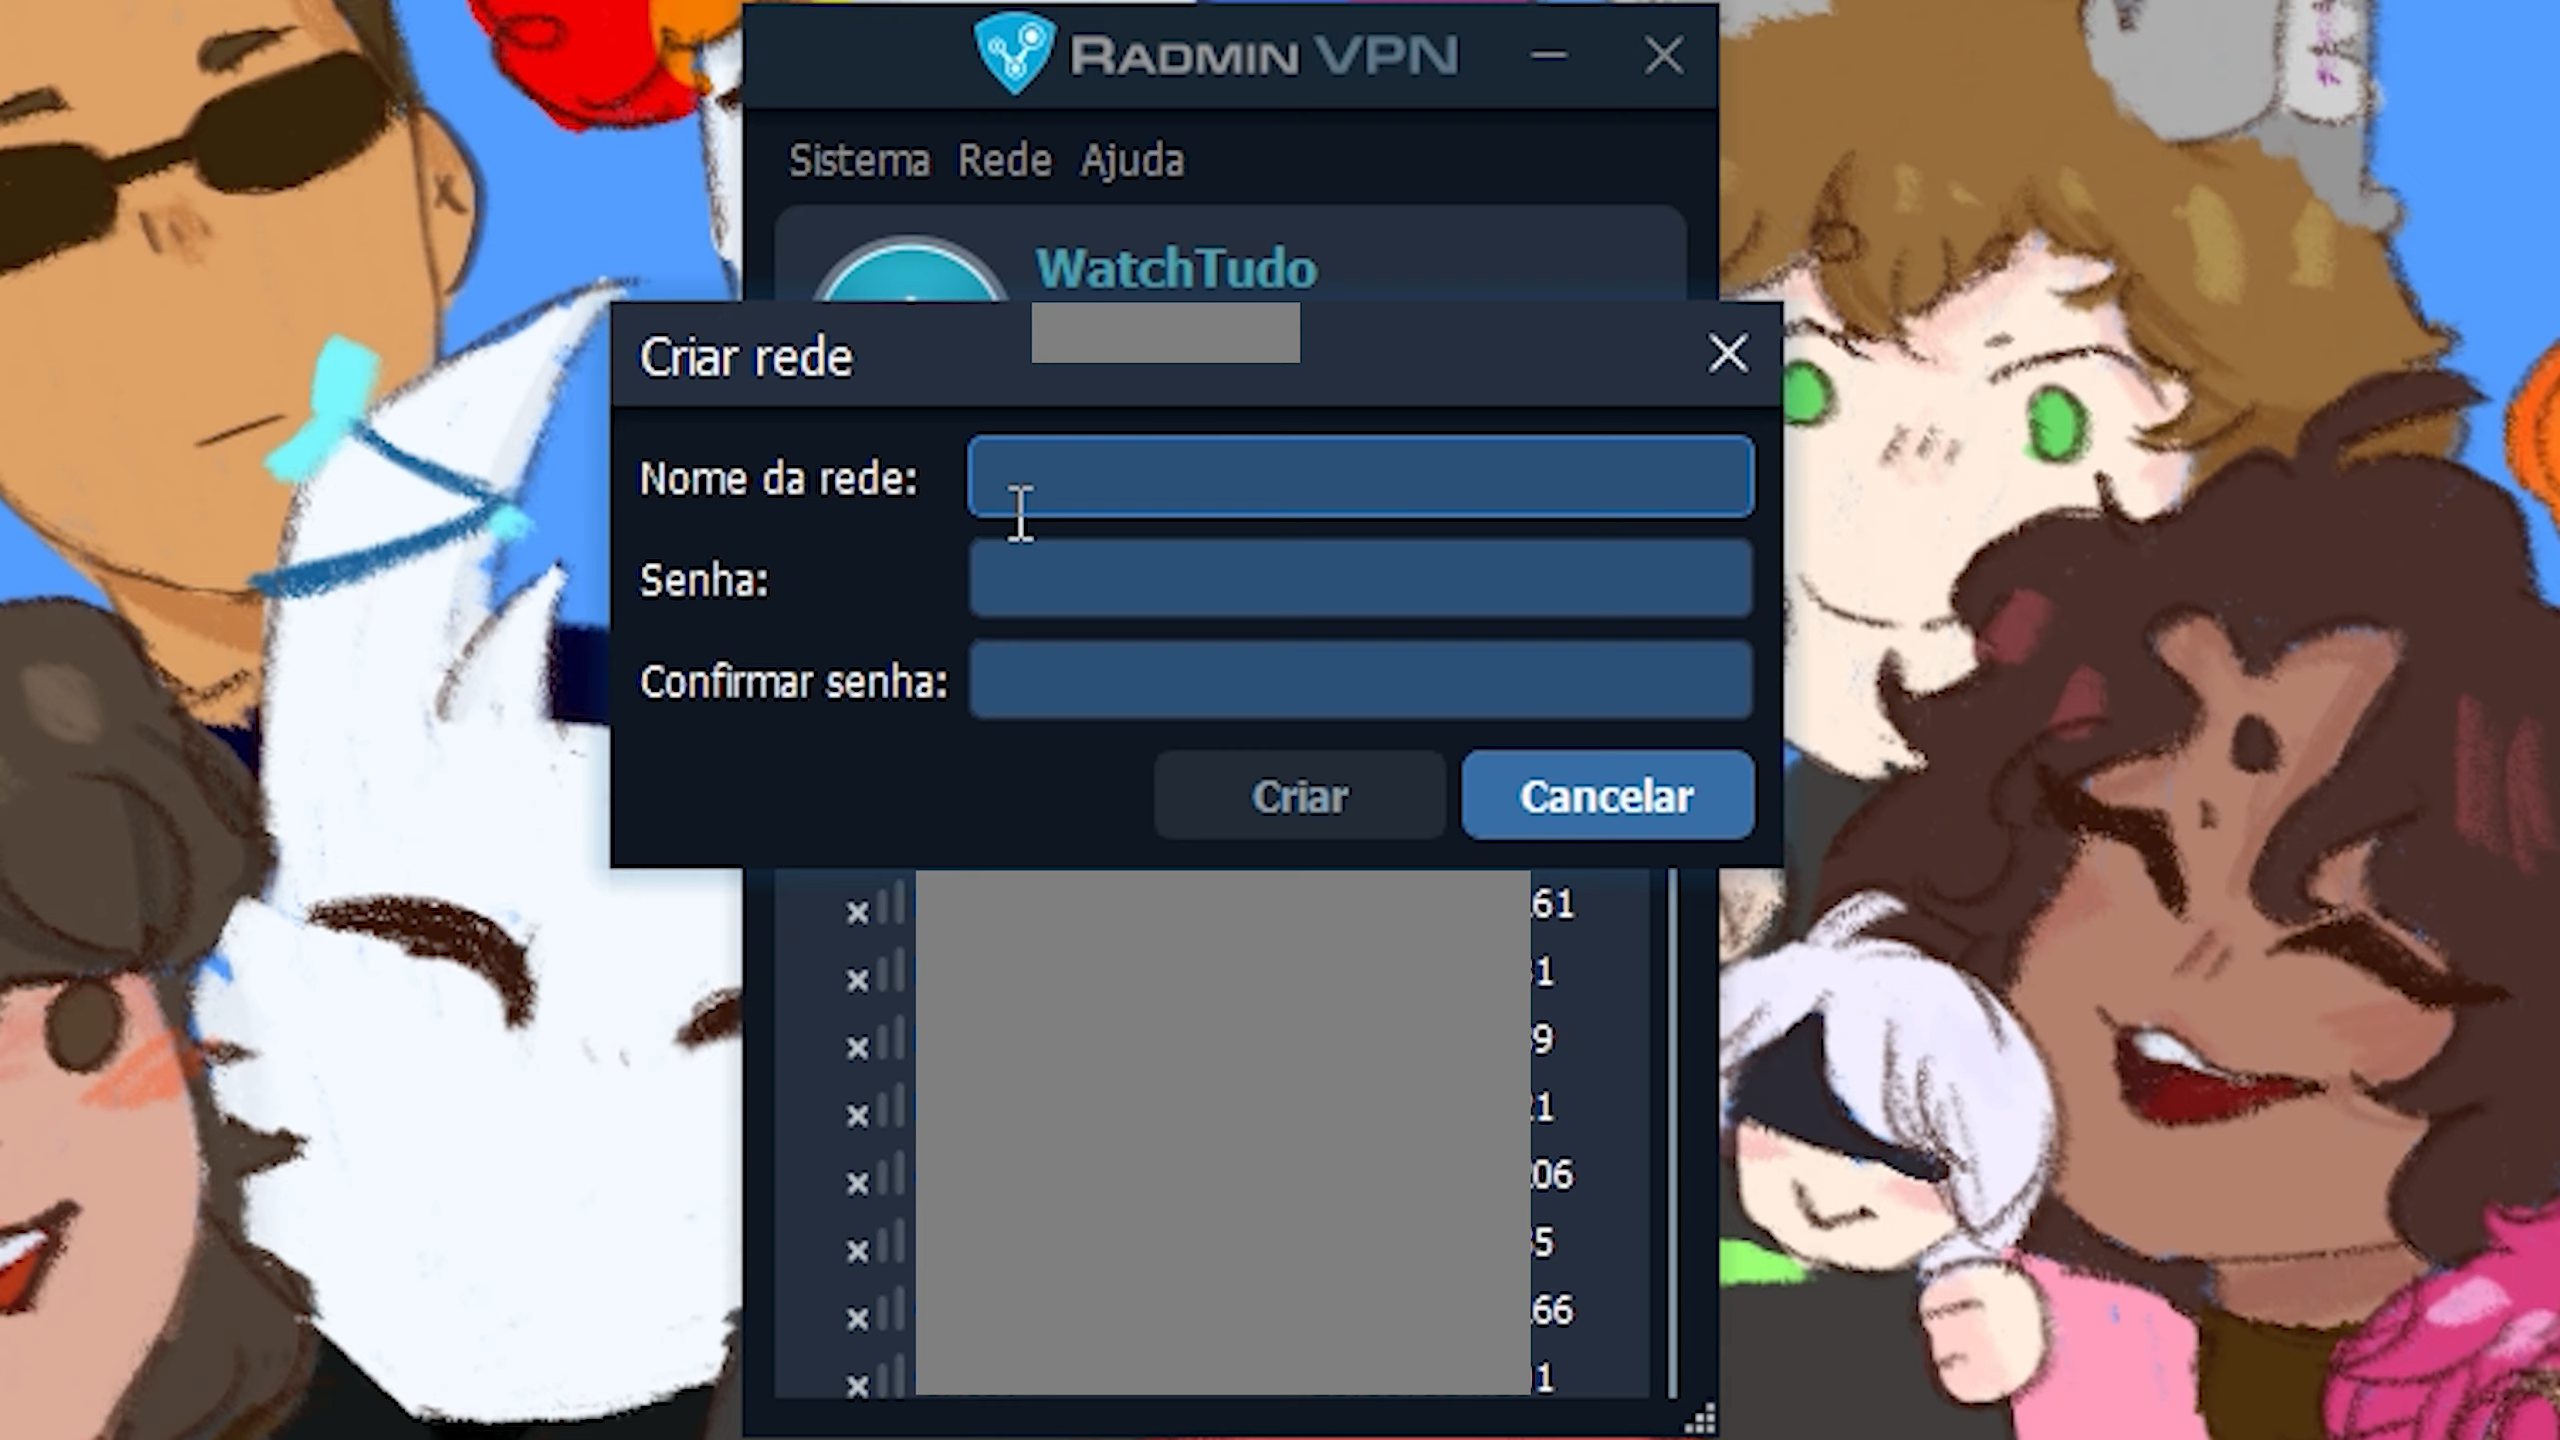 RADMIN VPN
Sistema Rede Ajuda
WatchTudo
Criar rede
Nome da rede:
Senha:
Confirmar senha:
Criar Cancelar
61
1
9
21
06
5
66
1